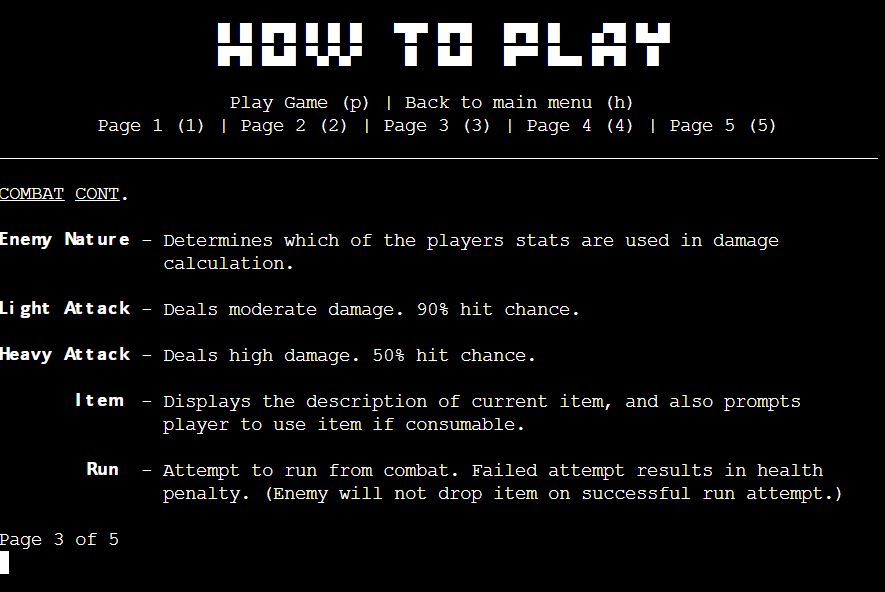 HOW TO PLAY
Play Game (p) | Back to main menu (h)
Page 1 (1) | Page 2 (2) | Page 3 (3) | Page 4 (4) | Page 5 (5)
COMBAT CONT.
Enemy Nature – Determines which of the players stats are used in damage
calculation.
Light Attack – Deals moderate damage. 90% hit chance.
Heavy Attack – Deals high damage. 50% hit chance.
Item – Displays the description of current item, and also prompts
player to use item if consumable.
Run – Attempt to run from combat. Failed attempt results in health
penalty. (Enemy will not drop item on successful run attempt.)
Page 3 of 5